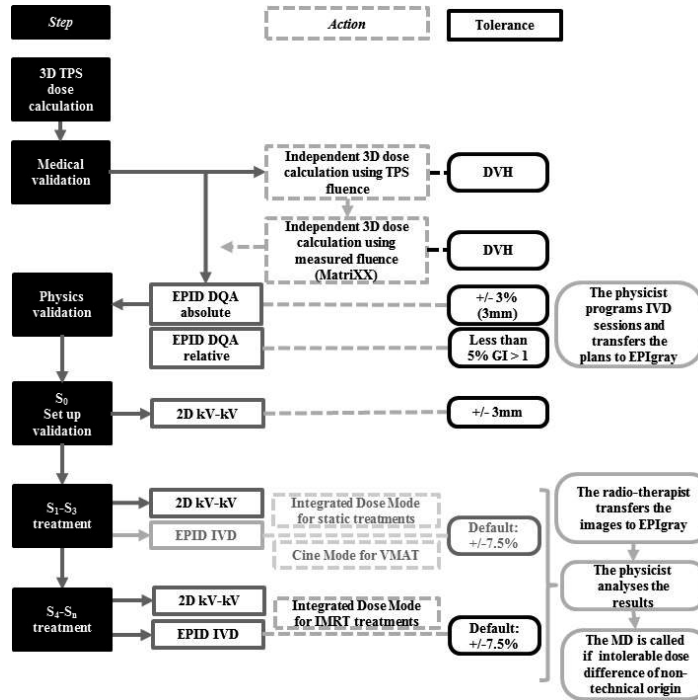 Step
Action
Tolerance
3D TPS
dose
calculation
Medical
validation
Independent 3D dose
calculation using TPS
fluence
DVH
Independent 3D dose
calculation using
measured fluence
(MatriXX)
DVH
Physics
validation
EPID DQA
absolute
+/- 3%
(3mm)
EPID DQA
relative
Less than
5% GI > 1
The physicist
programs IVD
sessions and
transfers the
plans to EPIgray
S₀
Set up
validation
2D kV-kV
+/- 3mm
S₁-S₃
treatment
2D kV-kV
EPID IVD
Integrated Dose Mode
for static treatments
Cine Mode for VMAT
Default:
+/-7.5%
The radio-therapist
transfers the
images to EPIgray
The physicist
analyses the
results
S₄-Sₙ
treatment
2D kV-kV
EPID IVD
Integrated Dose Mode
for IMRT treatments
Default:
+/-7.5%
The MD is called
if intolerable dose
difference of non-
technical origin